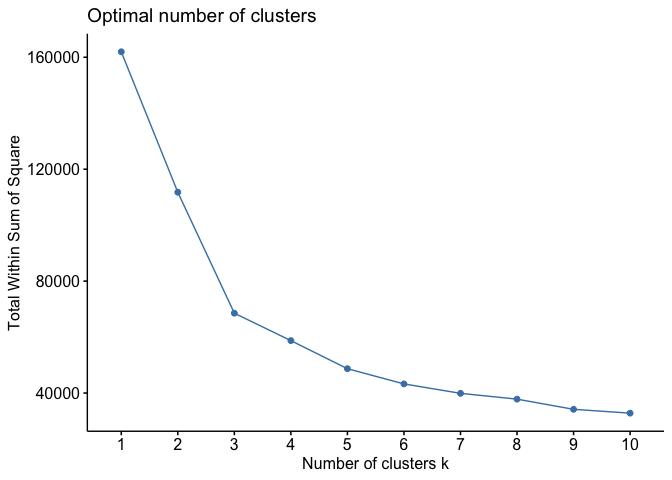 Optimal number of clusters
Total Within Sum of Square
160000
120000
80000
40000
1 2 3 4 5 6 7 8 9 10
Number of clusters k